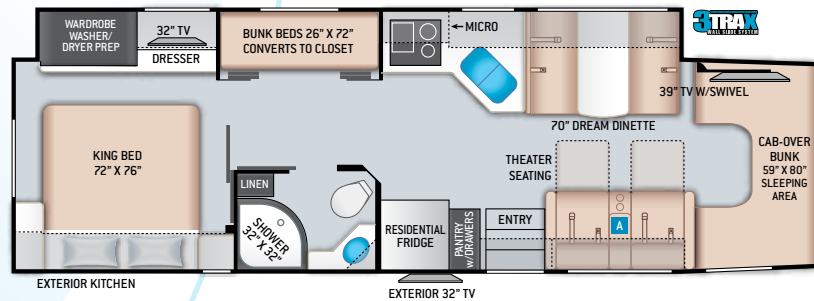 WARDROBE
WASHER/
DRYER PREP
32" TV
DRESSER
BUNK BEDS 26" X 72"
CONVERTS TO CLOSET
MICRO
3TRAX
WALL SLIDE SYSTEM
39" TV W/SWIVEL
70" DREAM DINETTE
CAB-OVER
BUNK
59" X 80"
SLEEPING
AREA
KING BED
72" X 76"
THEATER
SEATING
LINEN
SHOWER
32" X 32"
RESIDENTIAL
FRIDGE
PANTRY
w/DRAWERS
ENTRY
A
EXTERIOR KITCHEN
EXTERIOR 32" TV